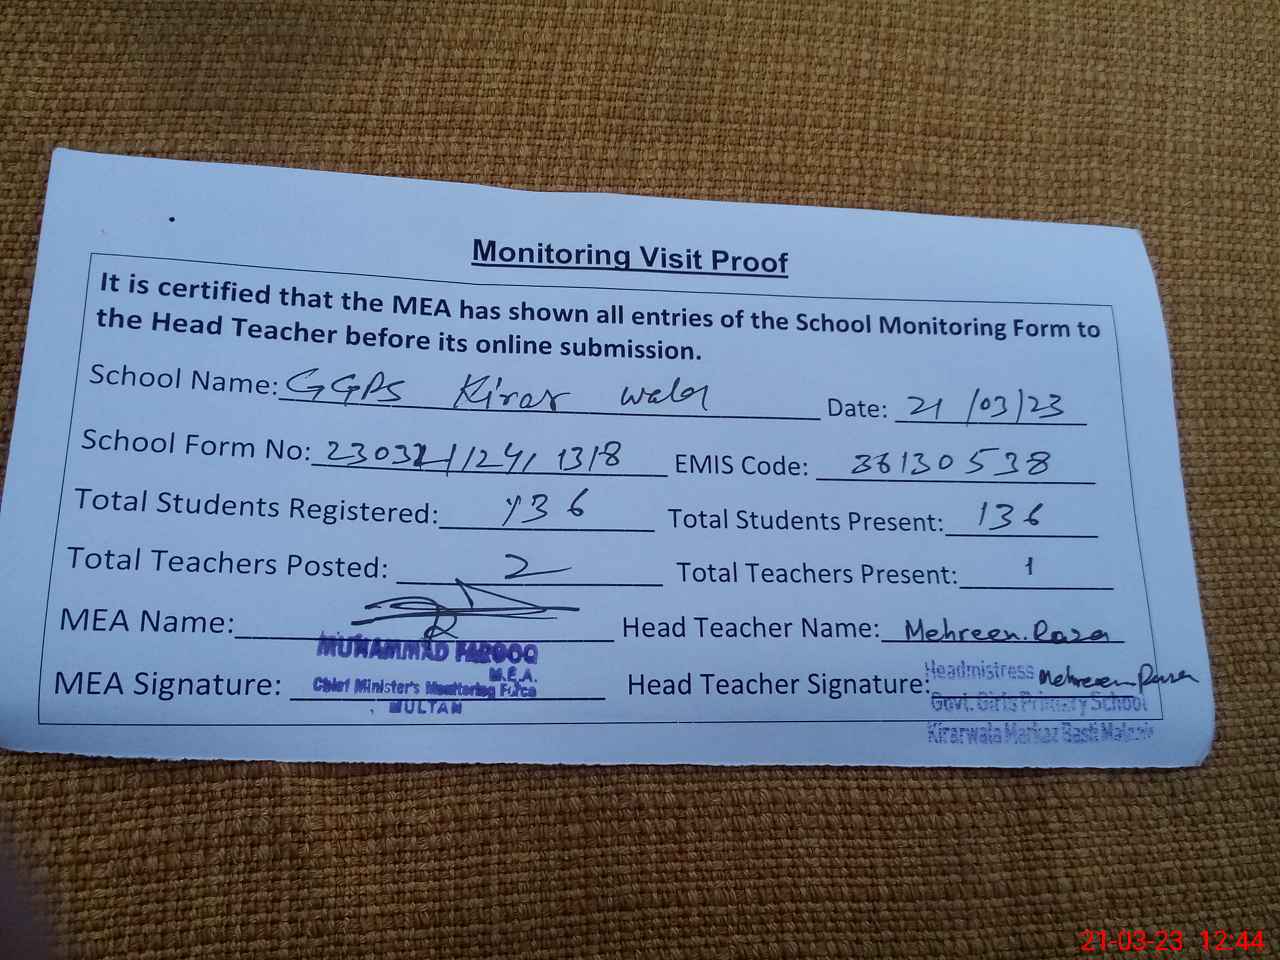 Monitoring Visit Proof
It is certified that the MEA has shown all entries of the School Monitoring Form to
the Head Teacher before its online submission.
School Name: GGPS Kirar wala Date: 21/03/23
School Form No: EMIS Code: 36130538
Total Students Registered: 136 Total Students Present: 136
Total Teachers Posted: 2 Total Teachers Present: 1
MEA Name: Head Teacher Name: Mehreen.Raza
MUHAMMAD FAROOQ
M.E.A.
MEA Signature: Chief Minister's Monitoring Force Head Teacher Signature: Headmistress Mehreen Raza
MULTAN Govt. Girls Primary School
Kirarwala Markaz Basti
21-03-23 12:44